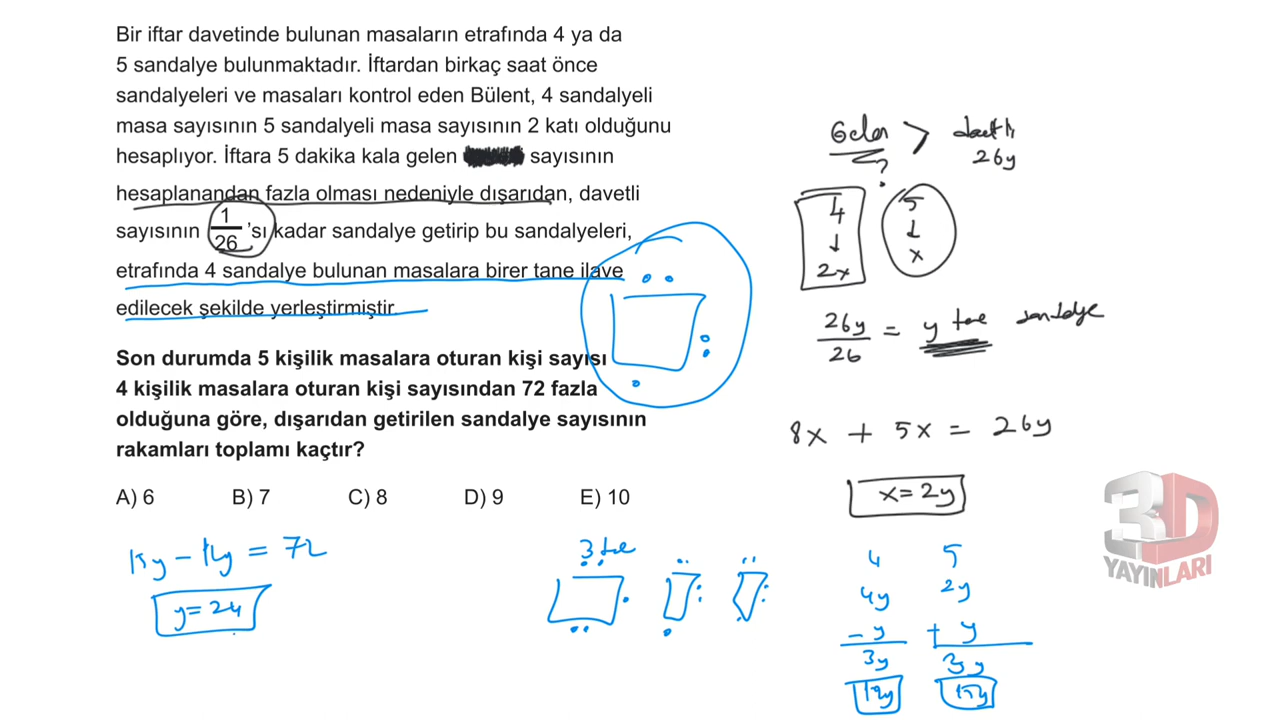 Bir iftar davetinde bulunan masaların etrafında 4 ya da
5 sandalye bulunmaktadır. İftardan birkaç saat önce
sandalyeleri ve masaları kontrol eden Bülent, 4 sandalyeli
masa sayısının 5 sandalyeli masa sayısının 2 katı olduğunu
hesaplıyor. İftara 5 dakika kala gelen sayısının
hesaplanandan fazla olması nedeniyle dışarıdan, davetli
sayısının 1/26 'sı kadar sandalye getirip bu sandalyeleri,
etrafında 4 sandalye bulunan masalara birer tane ilave
edilecek şekilde yerleştirmiştir.
Son durumda 5 kişilik masalara oturan kişi sayısı
4 kişilik masalara oturan kişi sayısından 72 fazla
olduğuna göre, dışarıdan getirilen sandalye sayısının
rakamları toplamı kaçtır?
A) 6 B) 7 C) 8 D) 9 E) 10
15y - 12y = 72
y = 24
3 tane
Gelen > davetli
?
26y
4 5
↓ ↓
2x x
26y/26 = y tane sandalye
8x + 5x = 26y
x = 2y
4 5
4y 2y
- y + y
3y 3y
12y 15y
3D
YAYINLARI